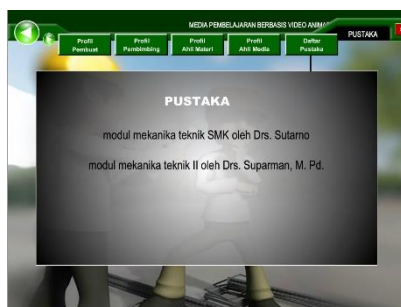 MEDIA PEMBELAJARAN BERBASIS VIDEO ANIMA
PUSTAKA
Profil Pembuat
Profil Pembimbing
Profil Ahli Materi
Profil Ahli Media
Daftar Pustaka
PUSTAKA
modul mekanika teknik SMK oleh Drs. Sutarno
modul mekanika teknik II oleh Drs. Suparman, M. Pd.